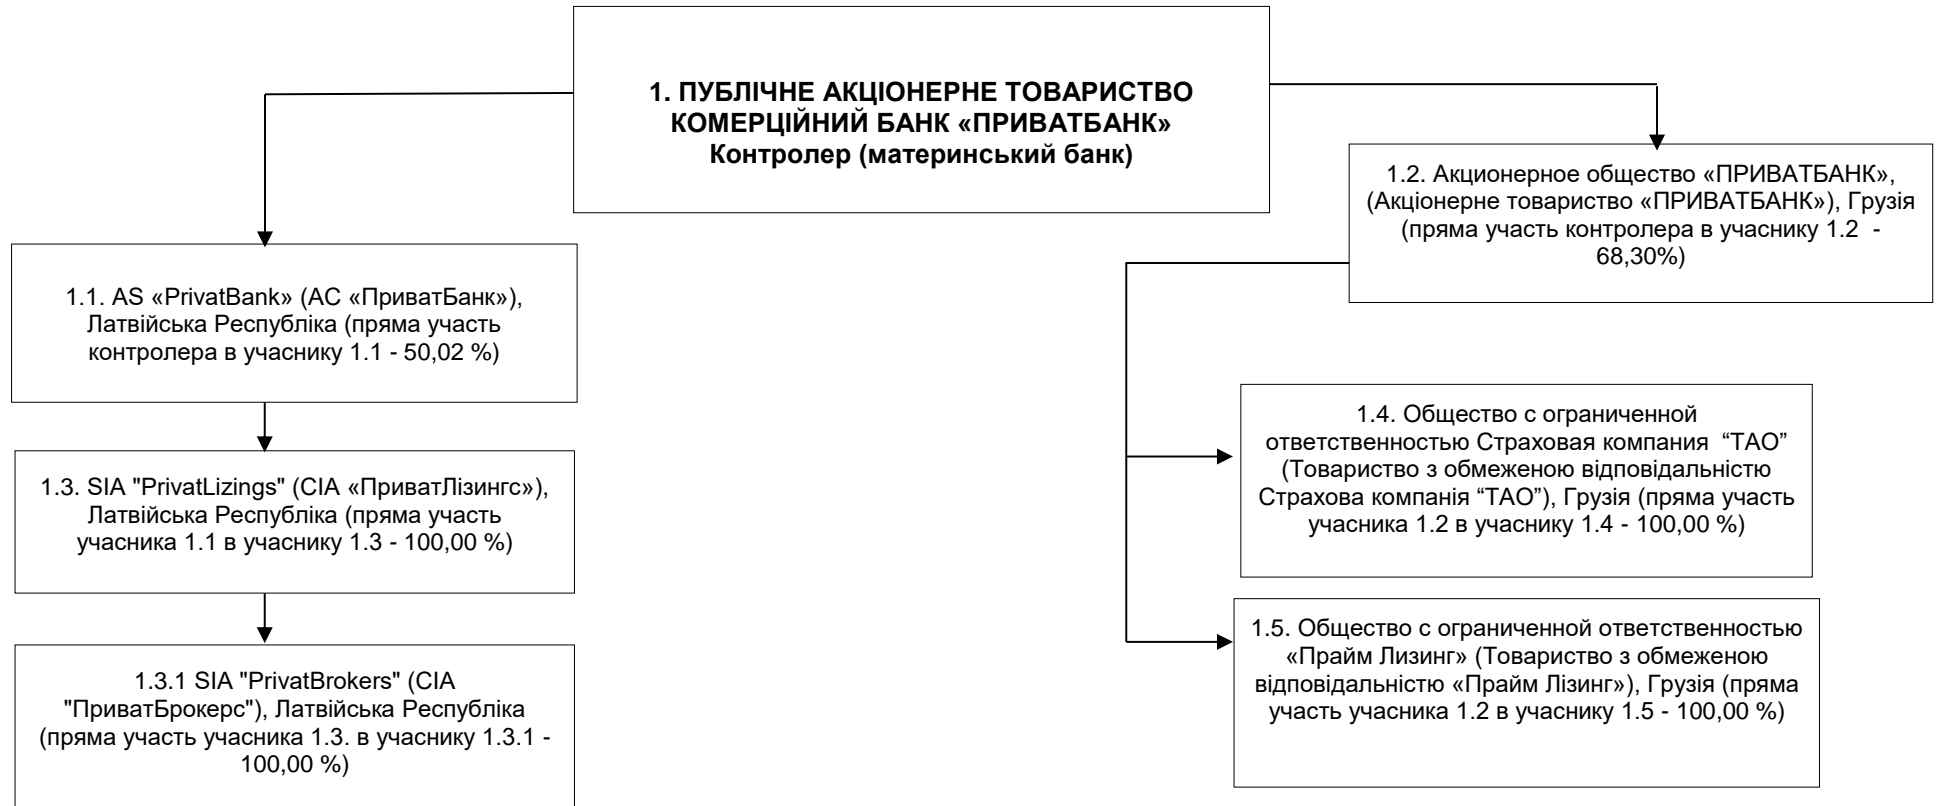 1. ПУБЛІЧНЕ АКЦІОНЕРНЕ ТОВАРИСТВО
КОМЕРЦІЙНИЙ БАНК «ПРИВАТБАНК»
Контролер (материнський банк)
1.2. Акционерное общество «ПРИВАТБАНК»,
(Акціонерне товариство «ПРИВАТБАНК»), Грузія
(пряма участь контролера в учаснику 1.2 -
68,30%)
1.1. AS «PrivatBank» (АС «ПриватБанк»),
Латвійська Республіка (пряма участь
контролера в учаснику 1.1 - 50,02 %)
1.3. SIA "PrivatLizings" (СІА «ПриватЛізингс»),
Латвійська Республіка (пряма участь
учасника 1.1 в учаснику 1.3 - 100,00 %)
1.3.1 SIA "PrivatBrokers" (СІА
"ПриватБрокерс"), Латвійська Республіка
(пряма участь учасника 1.3. в учаснику 1.3.1 -
100,00 %)
1.4. Общество с ограниченной
ответственностью Страховая компания “ТАО”
(Товариство з обмеженою відповідальністю
Страхова компанія “ТАО”), Грузія (пряма участь
учасника 1.2 в учаснику 1.4 - 100,00 %)
1.5. Общество с ограниченной ответственностью
«Прайм Лизинг» (Товариство з обмеженою
відповідальністю «Прайм Лізинг»), Грузія (пряма
участь учасника 1.2 в учаснику 1.5 - 100,00 %)